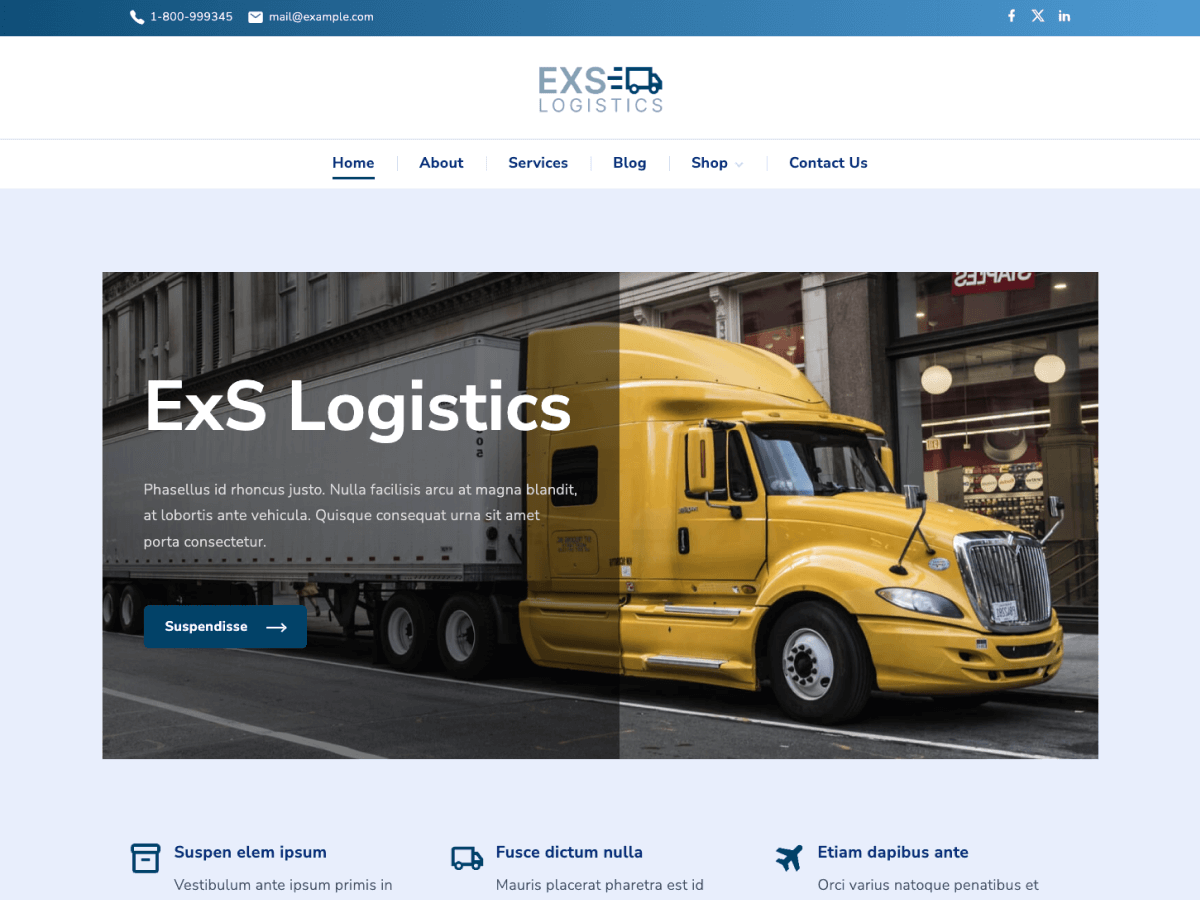 1-800-999345 mail@example.com
EXS
LOGISTICS
Home About Services Blog Shop Contact Us
STAPLES
ExS Logistics
Phasellus id rhoncus justo. Nulla facilisis arcu at magna blandit,
at lobortis ante vehicula. Quisque consequat urna sit amet
porta consectetur.
Suspendisse
Suspen elem ipsum
Vestibulum ante ipsum primis in
Fusce dictum nulla
Mauris placerat pharetra est id
Etiam dapibus ante
Orci varius natoque penatibus et